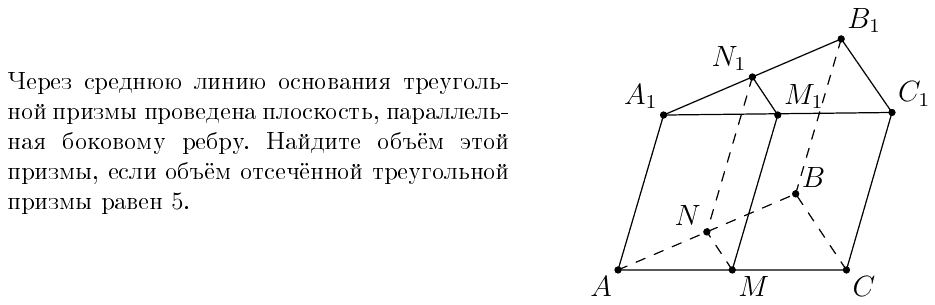 Через среднюю линию основания треуголь-
ной призмы проведена плоскость, параллель-
ная боковому ребру. Найдите объём этой
призмы, если объём отсечённой треугольной
призмы равен 5.
B₁
N₁
A₁ M₁ C₁
B
N
A M C